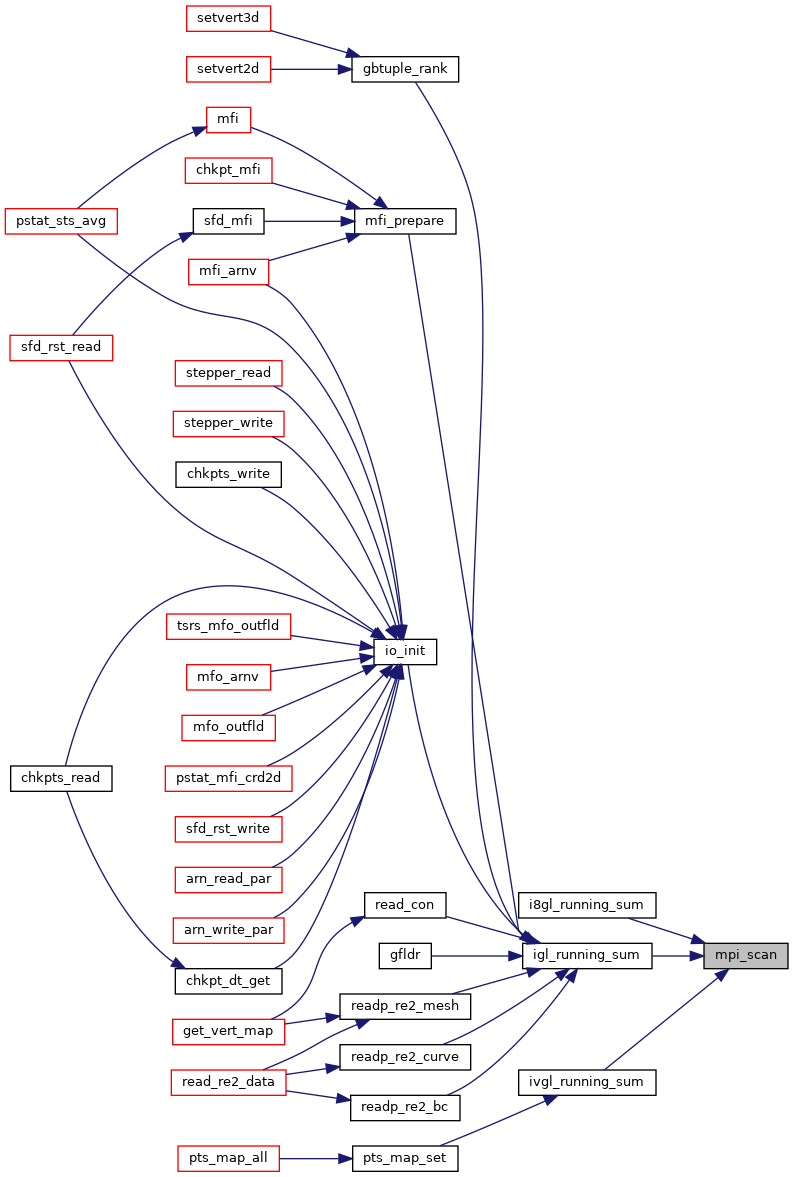 setvert3d
setvert2d
gbtuple_rank
mfi
chkpt_mfi
pstat_sts_avg
sfd_mfi
mfi_prepare
mfi_arnv
sfd_rst_read
stepper_read
stepper_write
chkpts_write
tsrs_mfo_outfld
io_init
mfo_arnv
mfo_outfld
chkpts_read
pstat_mfi_crd2d
sfd_rst_write
arn_read_par
read_con
i8gl_running_sum
arn_write_par
gfldr
igl_running_sum
mpi_scan
chkpt_dt_get
readp_re2_mesh
get_vert_map
readp_re2_curve
read_re2_data
ivgl_running_sum
readp_re2_bc
pts_map_all
pts_map_set